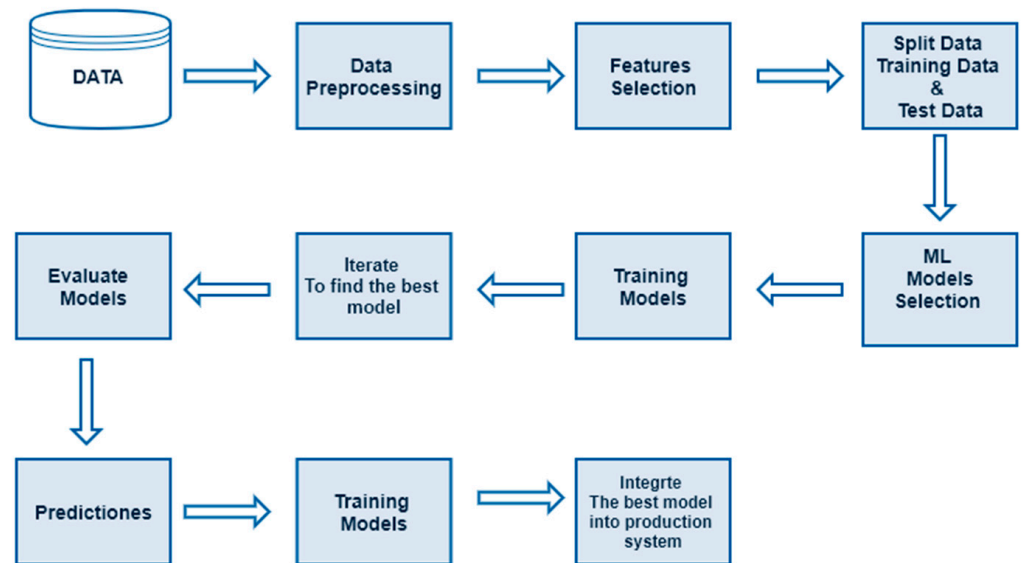 DATA
Data
Preprocessing
Features
Selection
Split Data
Training Data
&
Test Data
ML
Models
Selection
Training
Models
Iterate
To find the best
model
Evaluate
Models
Predictiones
Training
Models
Integrte
The best model
into production
system